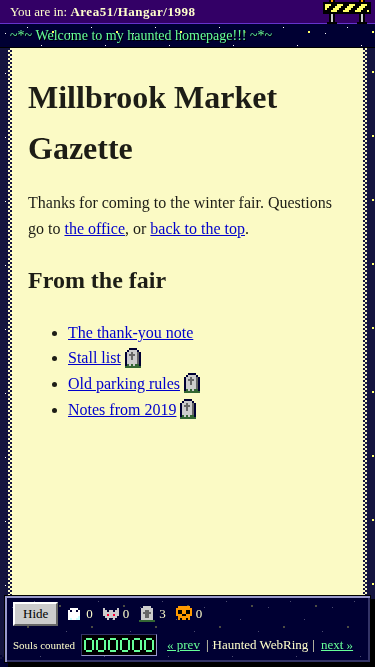 You are in: Area51/Hangar/1998
~*~ Welcome to my haunted homepage!!! ~*~
Millbrook Market
Gazette
Thanks for coming to the winter fair. Questions
go to the office, or back to the top.
From the fair
The thank-you note
Stall list
Old parking rules
Notes from 2019
Hide 0 0 3 0
Souls counted 000000 « prev | Haunted WebRing | next »